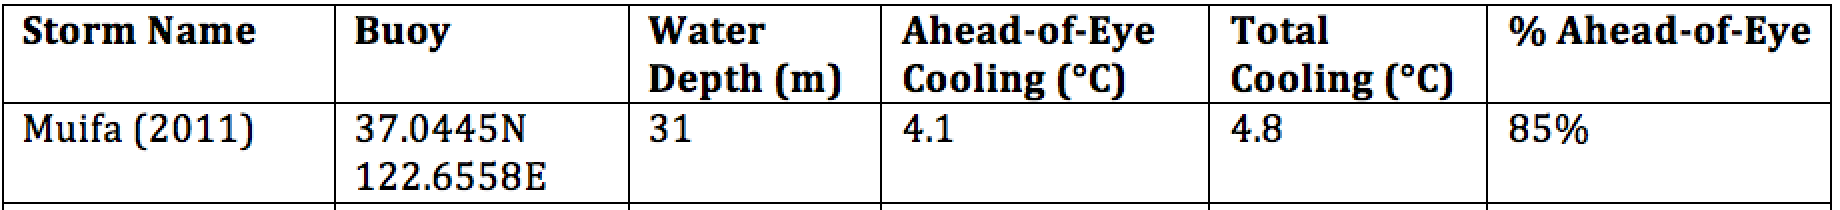 Storm Name
Buoy
Water
Depth (m)
Ahead-of-Eye
Cooling (°C)
Total
Cooling (°C)
% Ahead-of-Eye
Muifa (2011)
37.0445N
122.6558E
31
4.1
4.8
85%